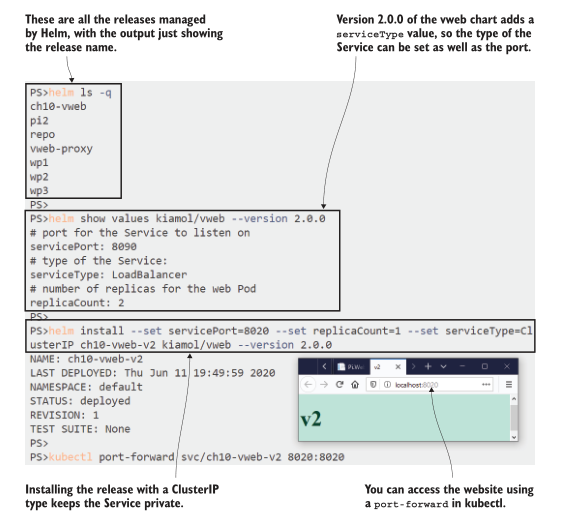 These are all the releases managed
by Helm, with the output just showing
the release name.
Version 2.0.0 of the vweb chart adds a
serviceType value, so the type of the
Service can be set as well as the port.
PS>helm ls -q
ch10-vweb
pi2
repo
vweb-proxy
wp1
wp2
wp3
PS>
PS>helm show values kiamol/vweb --version 2.0.0
# port for the Service to listen on
servicePort: 8090
# type of the Service:
serviceType: LoadBalancer
# number of replicas for the web Pod
replicaCount: 2
PS>
PS>helm install --set servicePort=8020 --set replicaCount=1 --set serviceType=Cl
usterIP ch10-vweb-v2 kiamol/vweb --version 2.0.0
NAME: ch10-vweb-v2
LAST DEPLOYED: Thu Jun 11 19:49:59 2020
NAMESPACE: default
STATUS: deployed
REVISION: 1
TEST SUITE: None
PS>
PS>kubectl port-forward svc/ch10-vweb-v2 8020:8020
v2
localhost:8020
v2
Installing the release with a ClusterIP
type keeps the Service private.
You can access the website using
a port-forward in kubectl.